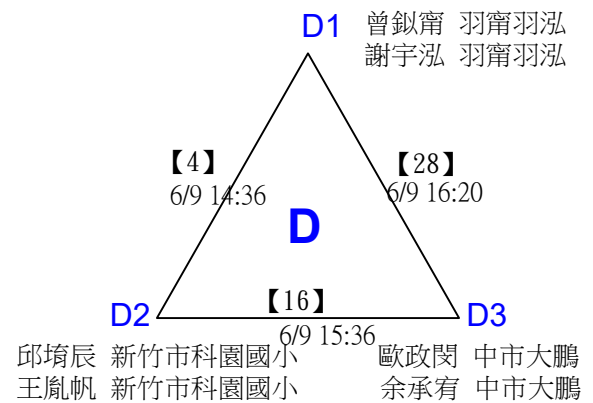 D1
曾鈫甯 羽甯羽泓
謝宇泓 羽甯羽泓
【4】
6/9 14:36
【28】
6/9 16:20
D
D2
【16】
D3
6/9 15:36
邱堉辰 新竹市科園國小
王胤帆 新竹市科園國小
歐政閔 中市大鵬
余承宥 中市大鵬